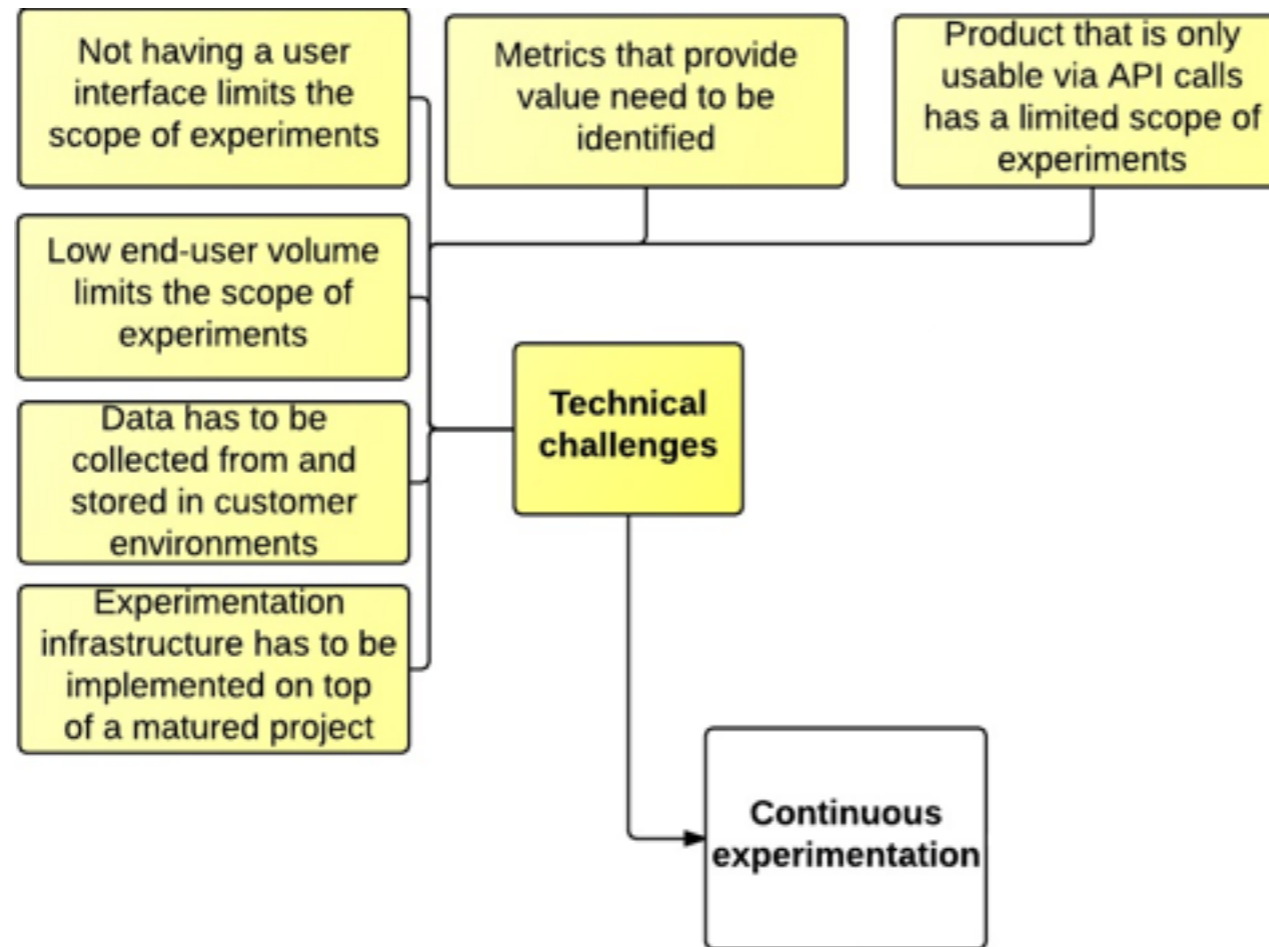 Not having a user
interface limits the
scope of experiments
Metrics that provide
value need to be
identified
Product that is only
usable via API calls
has a limited scope of
experiments
Low end-user volume
limits the scope of
experiments
Data has to be
collected from and
stored in customer
environments
Experimentation
infrastructure has to be
implemented on top
of a matured project
Technical
challenges
Continuous
experimentation